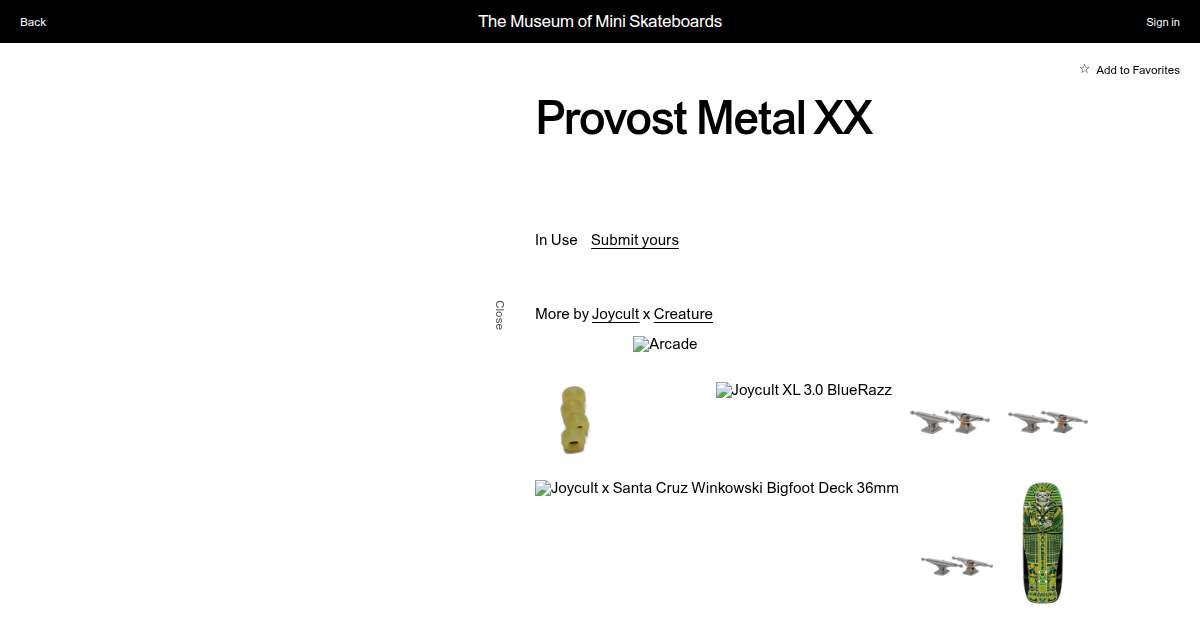 Back
The Museum of Mini Skateboards
Sign in
☆ Add to Favorites
Provost Metal XX
In Use Submit yours
Close
More by Joycult x Creature
Arcade
Joycult XL 3.0 BlueRazz
Joycult x Santa Cruz Winkowski Bigfoot Deck 36mm